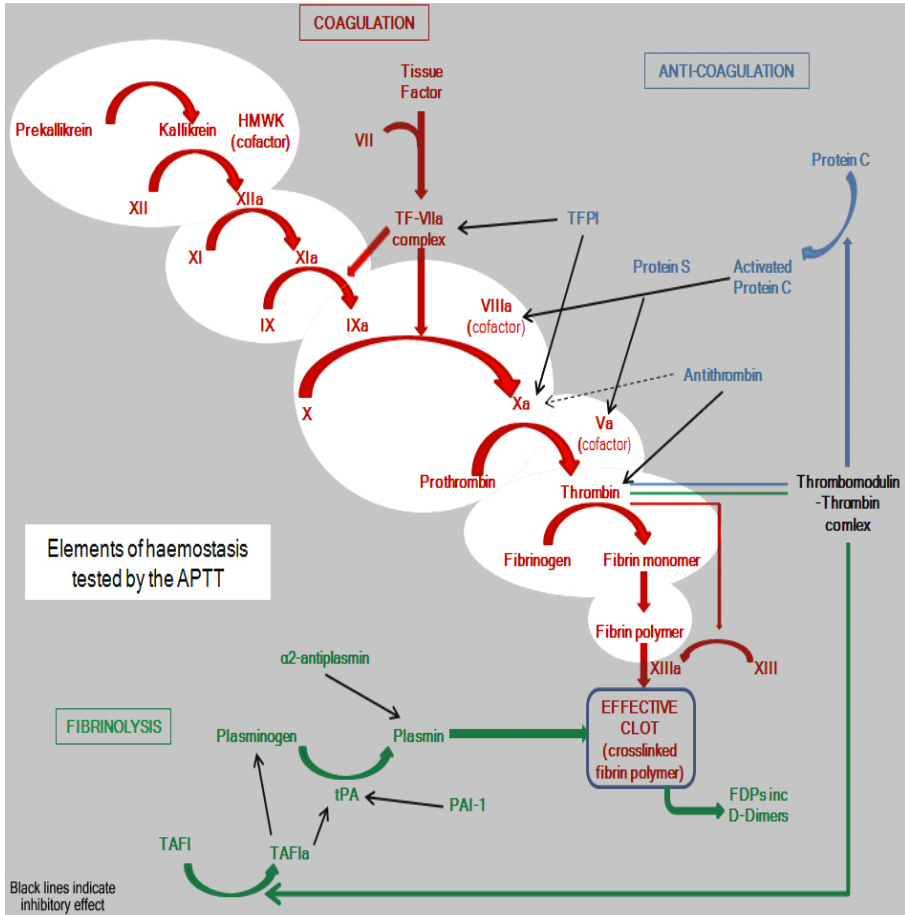 COAGULATION
Tissue
Factor
ANTI-COAGULATION
Prekallikrein
Kallikrein
HMWK
(cofactor)
VII
Protein C
XII
XIIa
TF-VIIa
complex
TFPI
XI
XIa
Protein S
Activated
Protein C
IX
IXa
VIIIa
(cofactor)
Antithrombin
X
Xa
Va
(cofactor)
Prothrombin
Thrombin
Thrombomodulin
-Thrombin
comlex
Elements of haemostasis
tested by the APTT
Fibrinogen
Fibrin monomer
Fibrin polymer
XIIIa
XIII
α2-antiplasmin
FIBRINOLYSIS
Plasminogen
Plasmin
EFFECTIVE
CLOT
(crosslinked
fibrin polymer)
tPA
PAI-1
FDPs inc
D-Dimers
TAFI
TAFIa
Black lines indicate
inhibitory effect